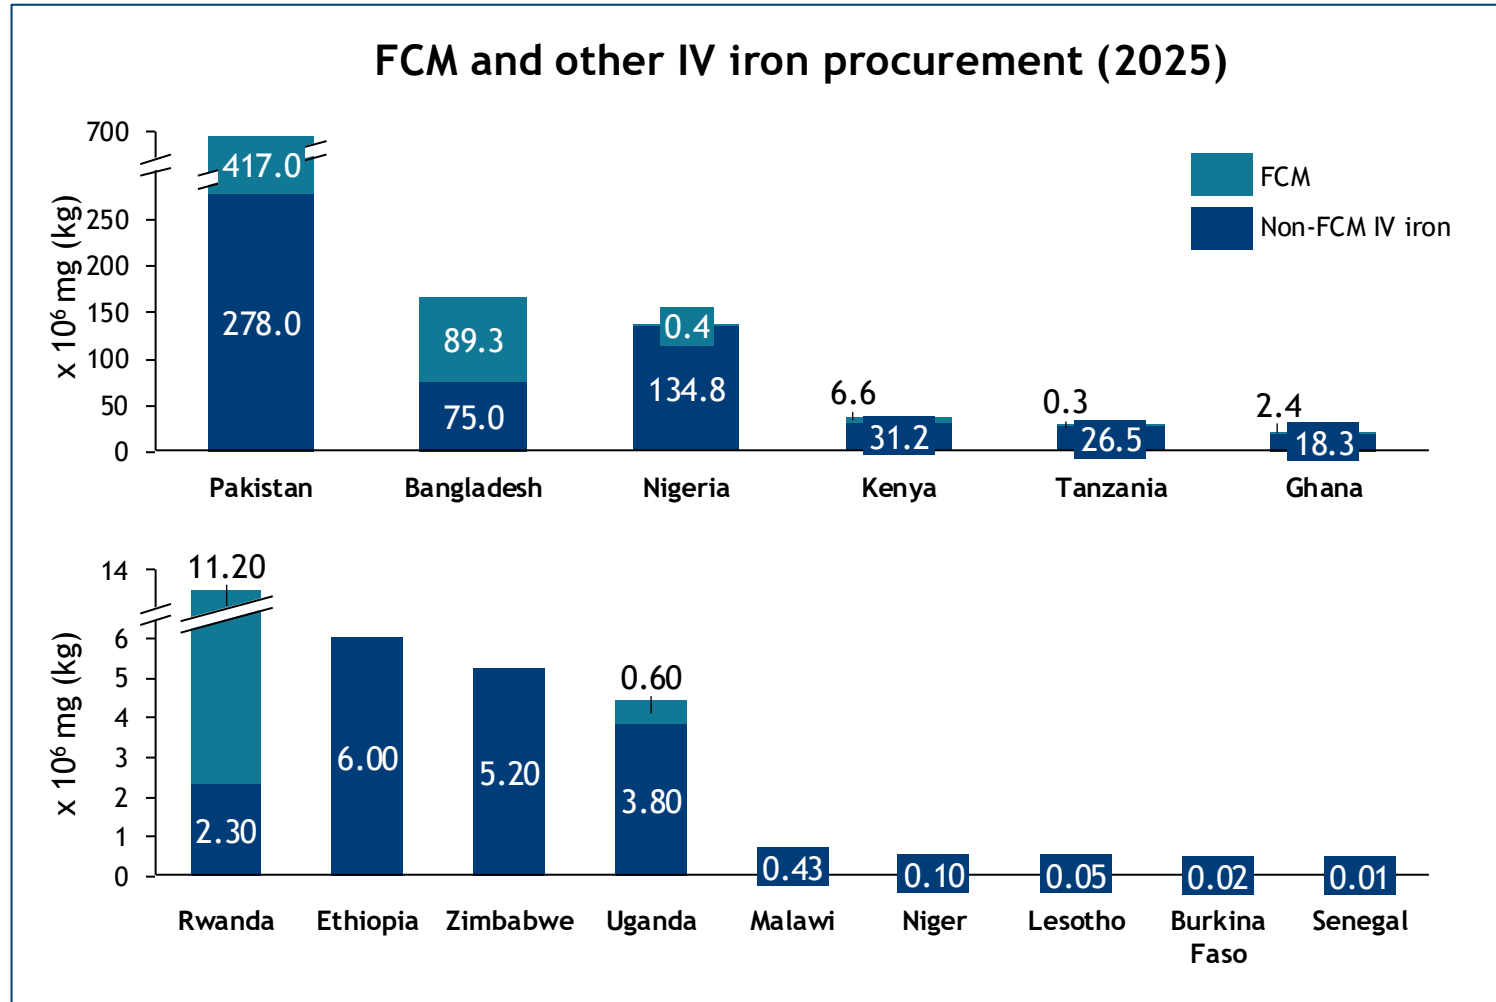 FCM and other IV iron procurement (2025)
x 10⁶ mg (kg)
700
250
200
150
100
50
0
FCM
Non-FCM IV iron
417.0
278.0
89.3
75.0
0.4
134.8
6.6
31.2
0.3
26.5
2.4
18.3
Pakistan
Bangladesh
Nigeria
Kenya
Tanzania
Ghana
x 10⁶ mg (kg)
14
6
5
4
3
2
1
0
11.20
2.30
6.00
5.20
0.60
3.80
0.43
0.10
0.05
0.02
0.01
Rwanda
Ethiopia
Zimbabwe
Uganda
Malawi
Niger
Lesotho
Burkina
Faso
Senegal